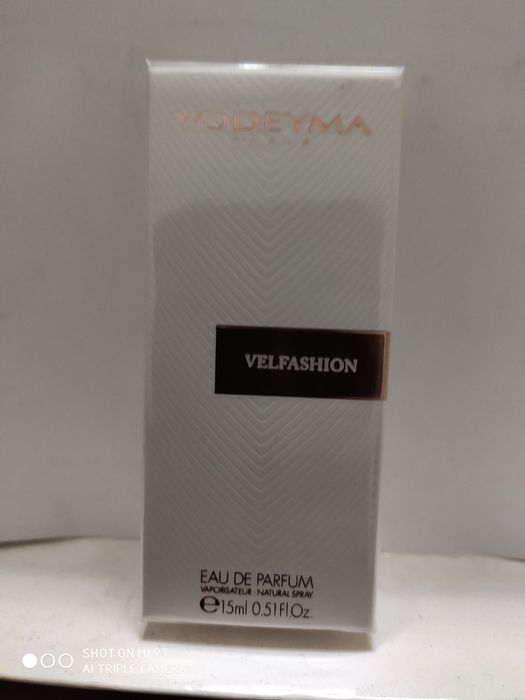 YODEYMA
VELFASHION
EAU DE PARFUM
VAPORISATEUR · NATURAL SPRAY
℮15ml 0.51Fl.Oz.
SHOT ON MI 9T
AI TRIPLE CAMERA